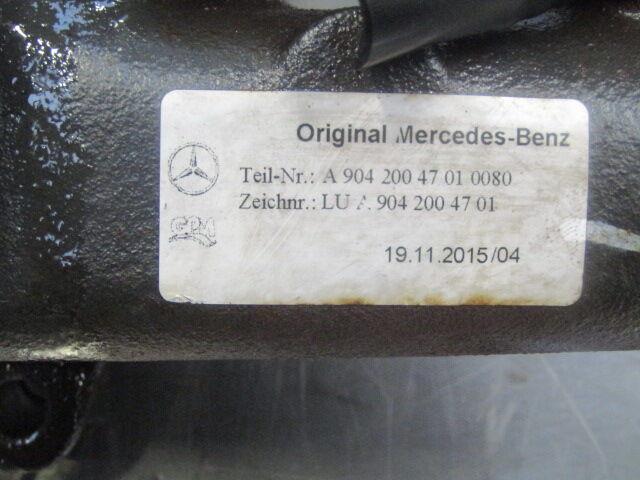 Original Mercedes-Benz
Teil-Nr.: A 904 200 47 01 0080
Zeichnr.: LU A 904 200 47 01
GPM
19.11.2015/04